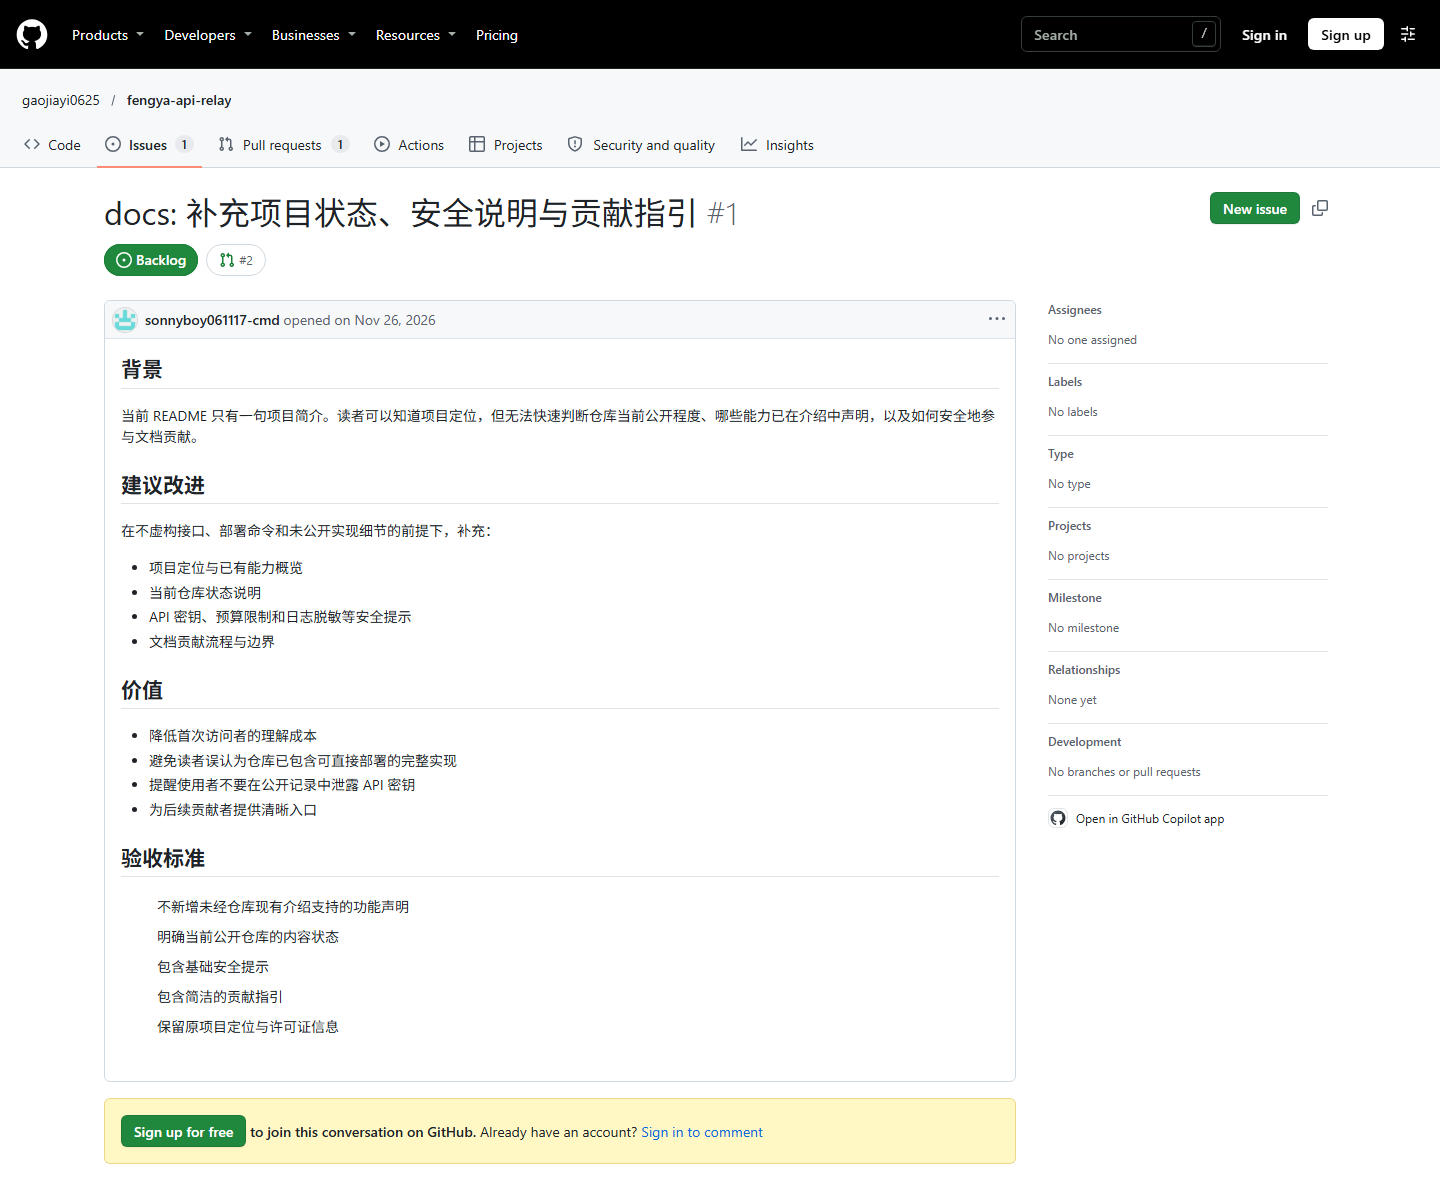 Products Developers Businesses Resources Pricing Search / Sign in Sign up
gaojiayi0625 / fengya-api-relay
Code Issues 1 Pull requests 1 Actions Projects Security and quality Insights
docs: 补充项目状态、安全说明与贡献指引 #1
New issue
Backlog #2
sonnyboy061117-cmd opened on Nov 26, 2026
背景
当前 README 只有一句项目简介。读者可以知道项目定位，但无法快速判断仓库当前公开程度、哪些能力已在介绍中声明，以及如何安全地参
与文档贡献。
建议改进
在不虚构接口、部署命令和未公开实现细节的前提下，补充：
项目定位与已有能力概览
当前仓库状态说明
API 密钥、预算限制和日志脱敏等安全提示
文档贡献流程与边界
价值
降低首次访问者的理解成本
避免读者误认为仓库已包含可直接部署的完整实现
提醒使用者不要在公开记录中泄露 API 密钥
为后续贡献者提供清晰入口
验收标准
不新增未经仓库现有介绍支持的功能声明
明确当前公开仓库的内容状态
包含基础安全提示
包含简洁的贡献指引
保留原项目定位与许可证信息
Assignees
No one assigned
Labels
No labels
Type
No type
Projects
No projects
Milestone
No milestone
Relationships
None yet
Development
No branches or pull requests
Open in GitHub Copilot app
Sign up for free to join this conversation on GitHub. Already have an account? Sign in to comment